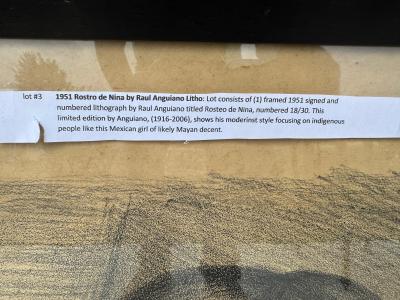 lot #3 1951 Rostro de Nina by Raul Anguiano Litho: Lot consists of (1) framed 1951 signed and
numbered lithograph by Raul Anguiano titled Rosteo de Nina, numbered 18/30. This
limited edition by Anguiano, (1916-2006), shows his moderinst style focusing on indigenous
people like this Mexican girl of likely Mayan decent.